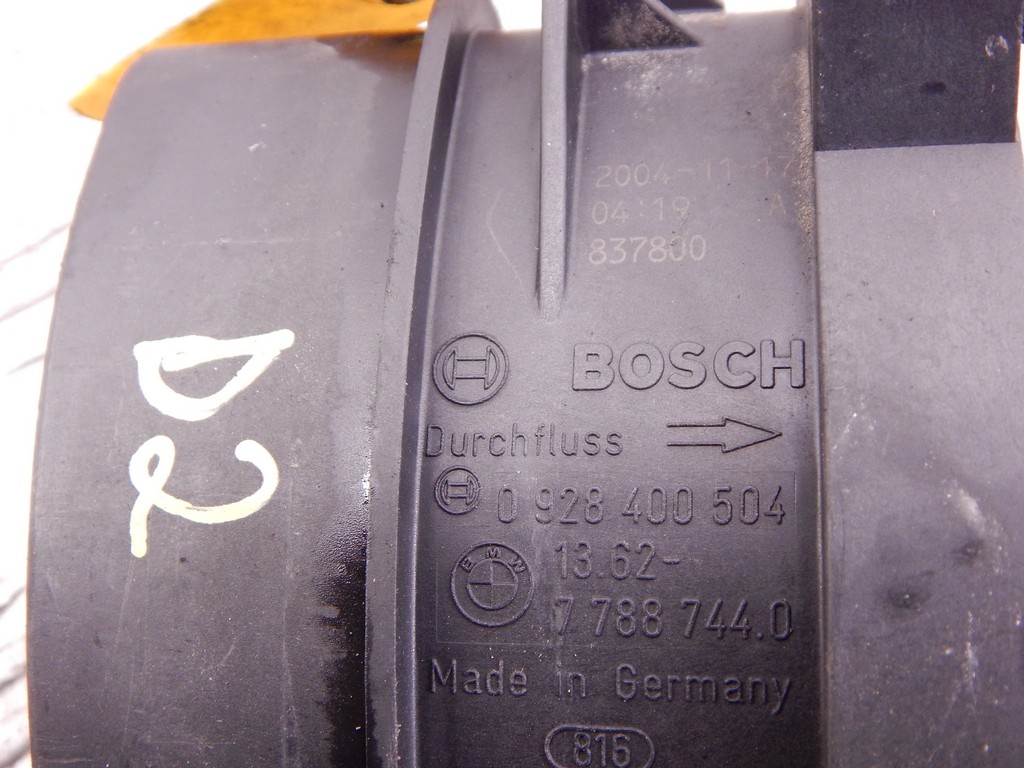 2004-11-17
04:19 A
837800
BOSCH
Durchfluss
0 928 400 504
BMW
13.62-
7 788 744.0
Made in Germany
816